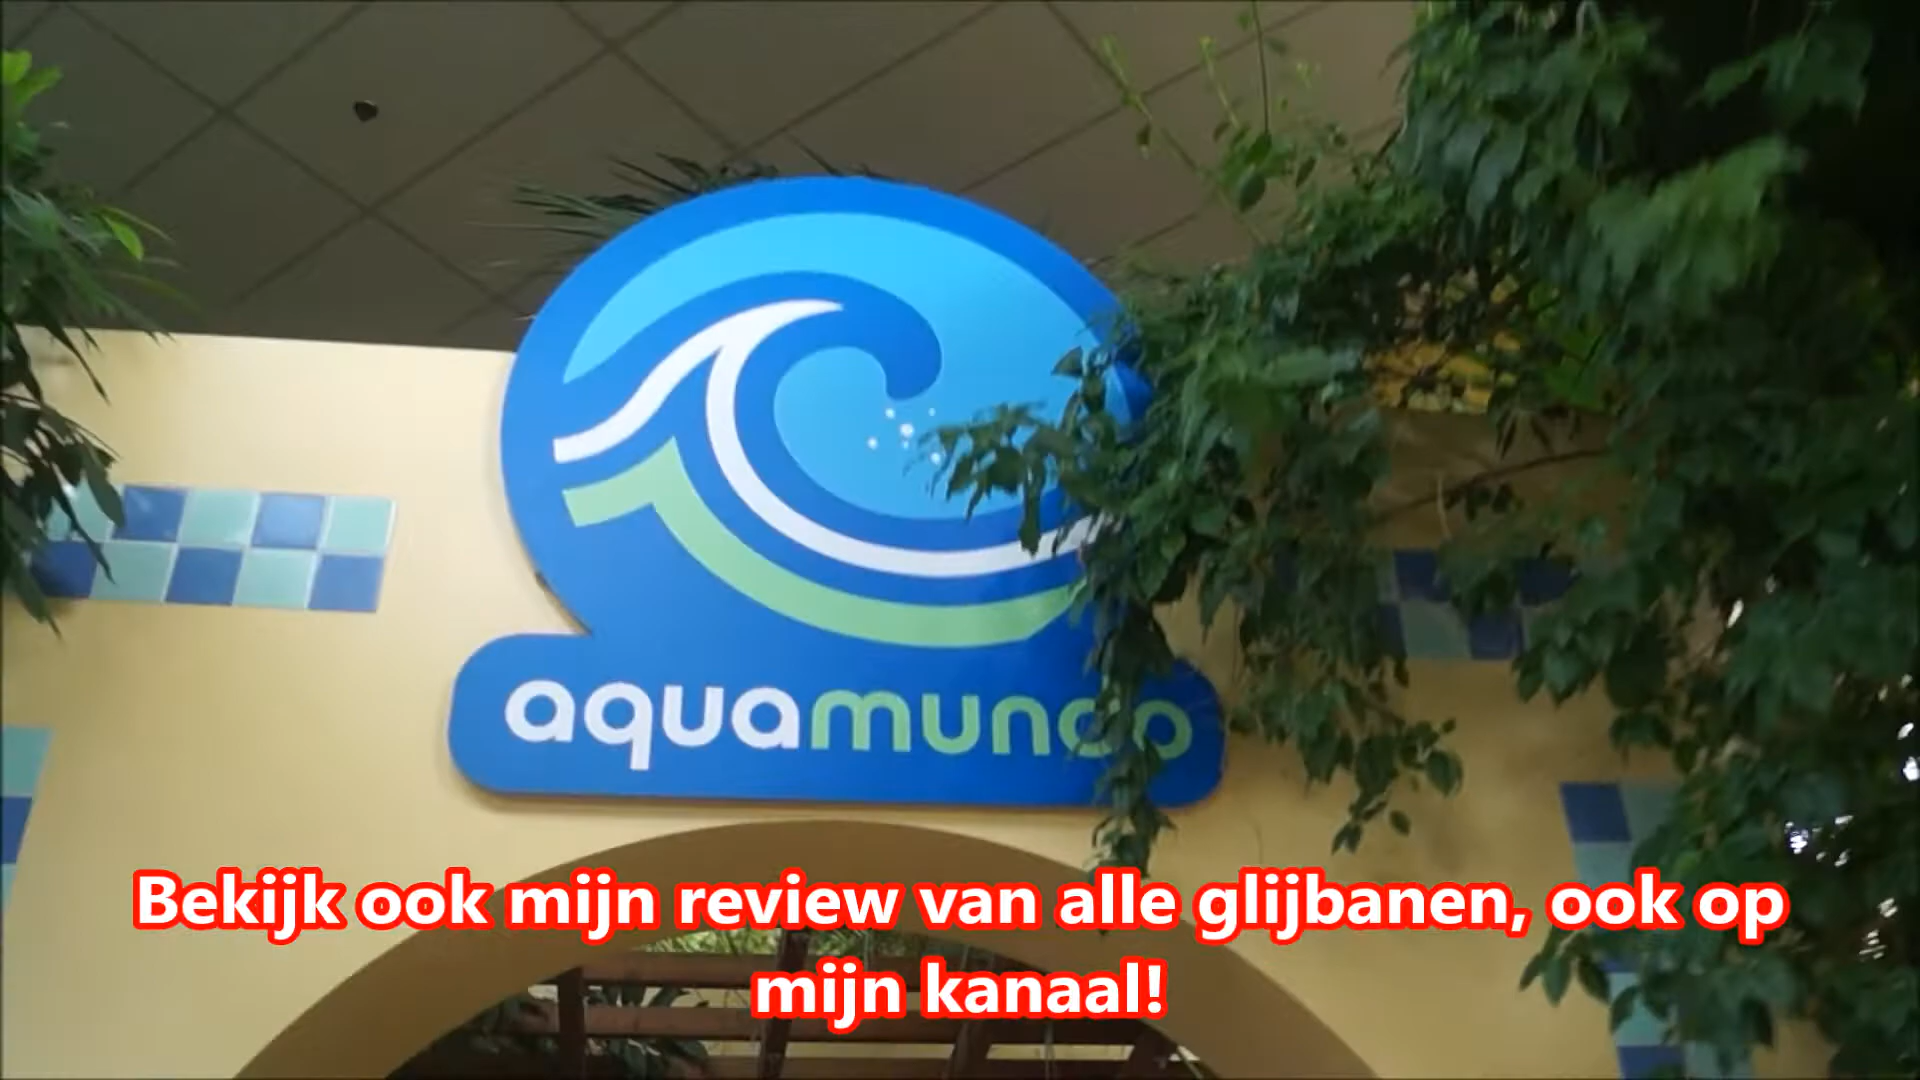 aquamundo
Bekijk ook mijn review van alle glijbanen, ook op
mijn kanaal!